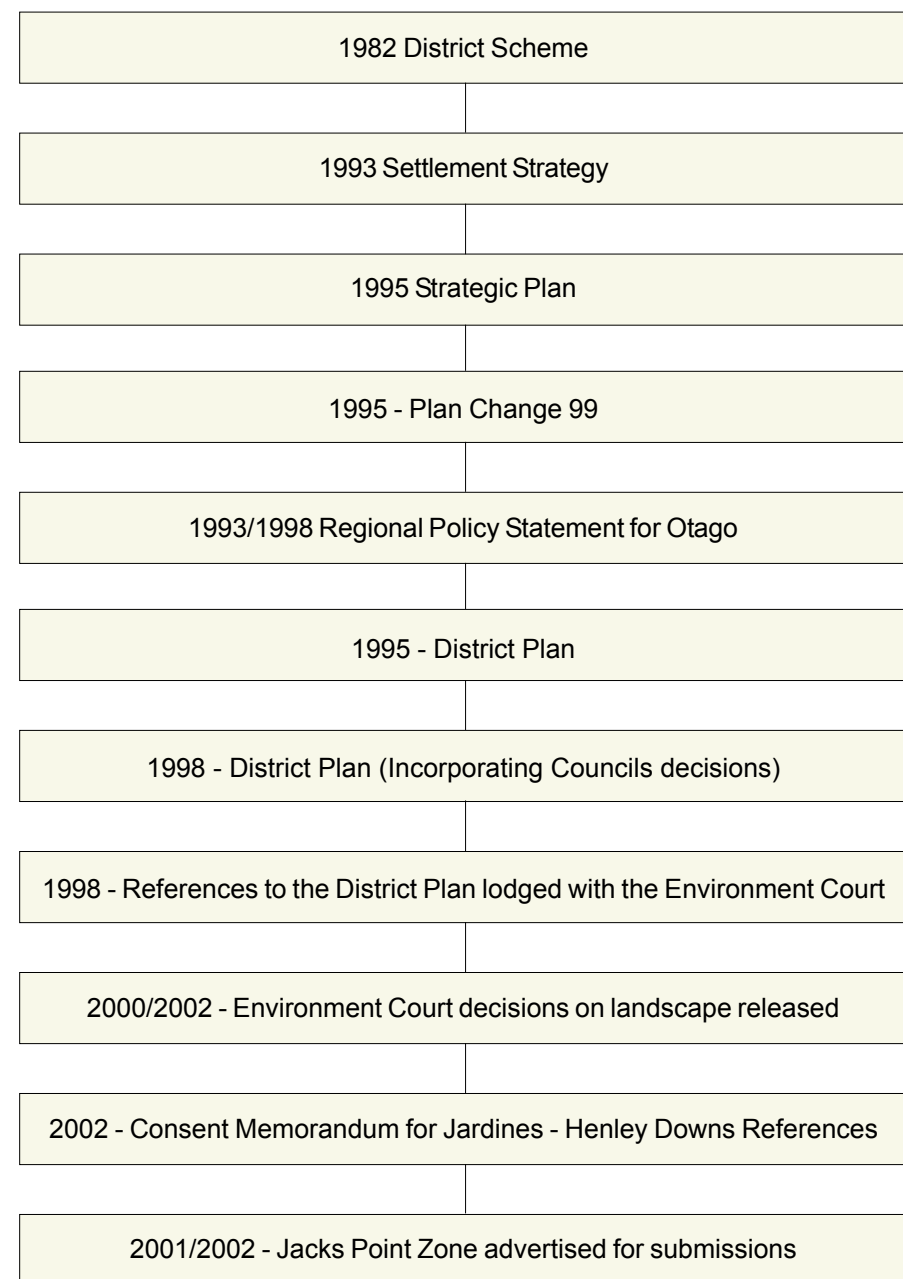 1982 District Scheme
1993 Settlement Strategy
1995 Strategic Plan
1995 - Plan Change 99
1993/1998 Regional Policy Statement for Otago
1995 - District Plan
1998 - District Plan (Incorporating Councils decisions)
1998 - References to the District Plan lodged with the Environment Court
2000/2002 - Environment Court decisions on landscape released
2002 - Consent Memorandum for Jardines - Henley Downs References
2001/2002 - Jacks Point Zone advertised for submissions